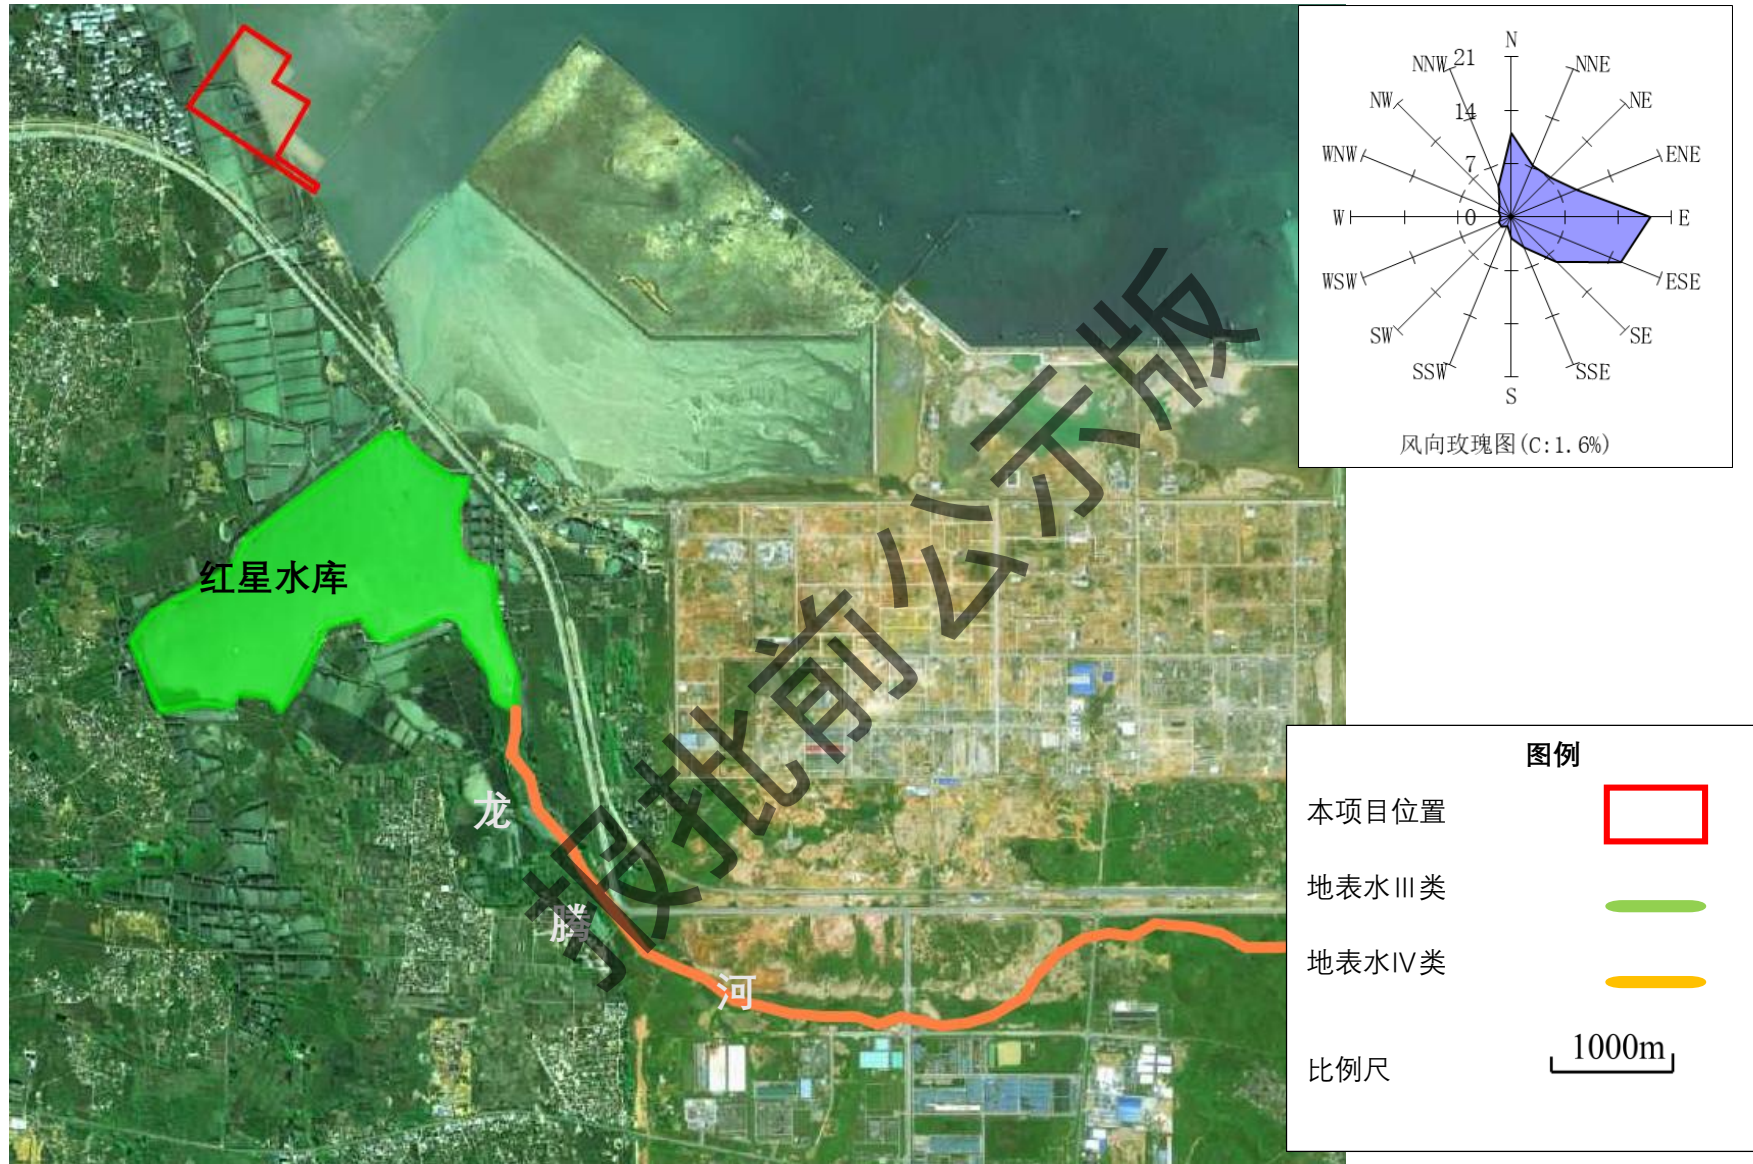 N
NNW
21
NNE
NW
14
NE
WNW
7
ENE
W
0
E
WSW
ESE
SW
SE
SSW
SSE
S
风向玫瑰图(C:1.6%)
红星水库
龙
腾
河
报批前公示版
图例
本项目位置
地表水Ⅲ类
地表水Ⅳ类
比例尺
1000m